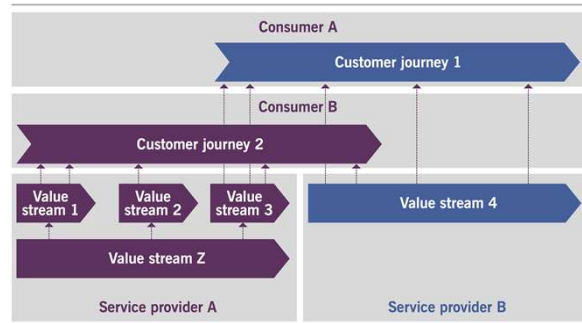 Consumer A
Customer journey 1
Consumer B
Customer journey 2
Value
stream 1
Value
stream 2
Value
stream 3
Value stream 4
Value stream Z
Service provider A
Service provider B